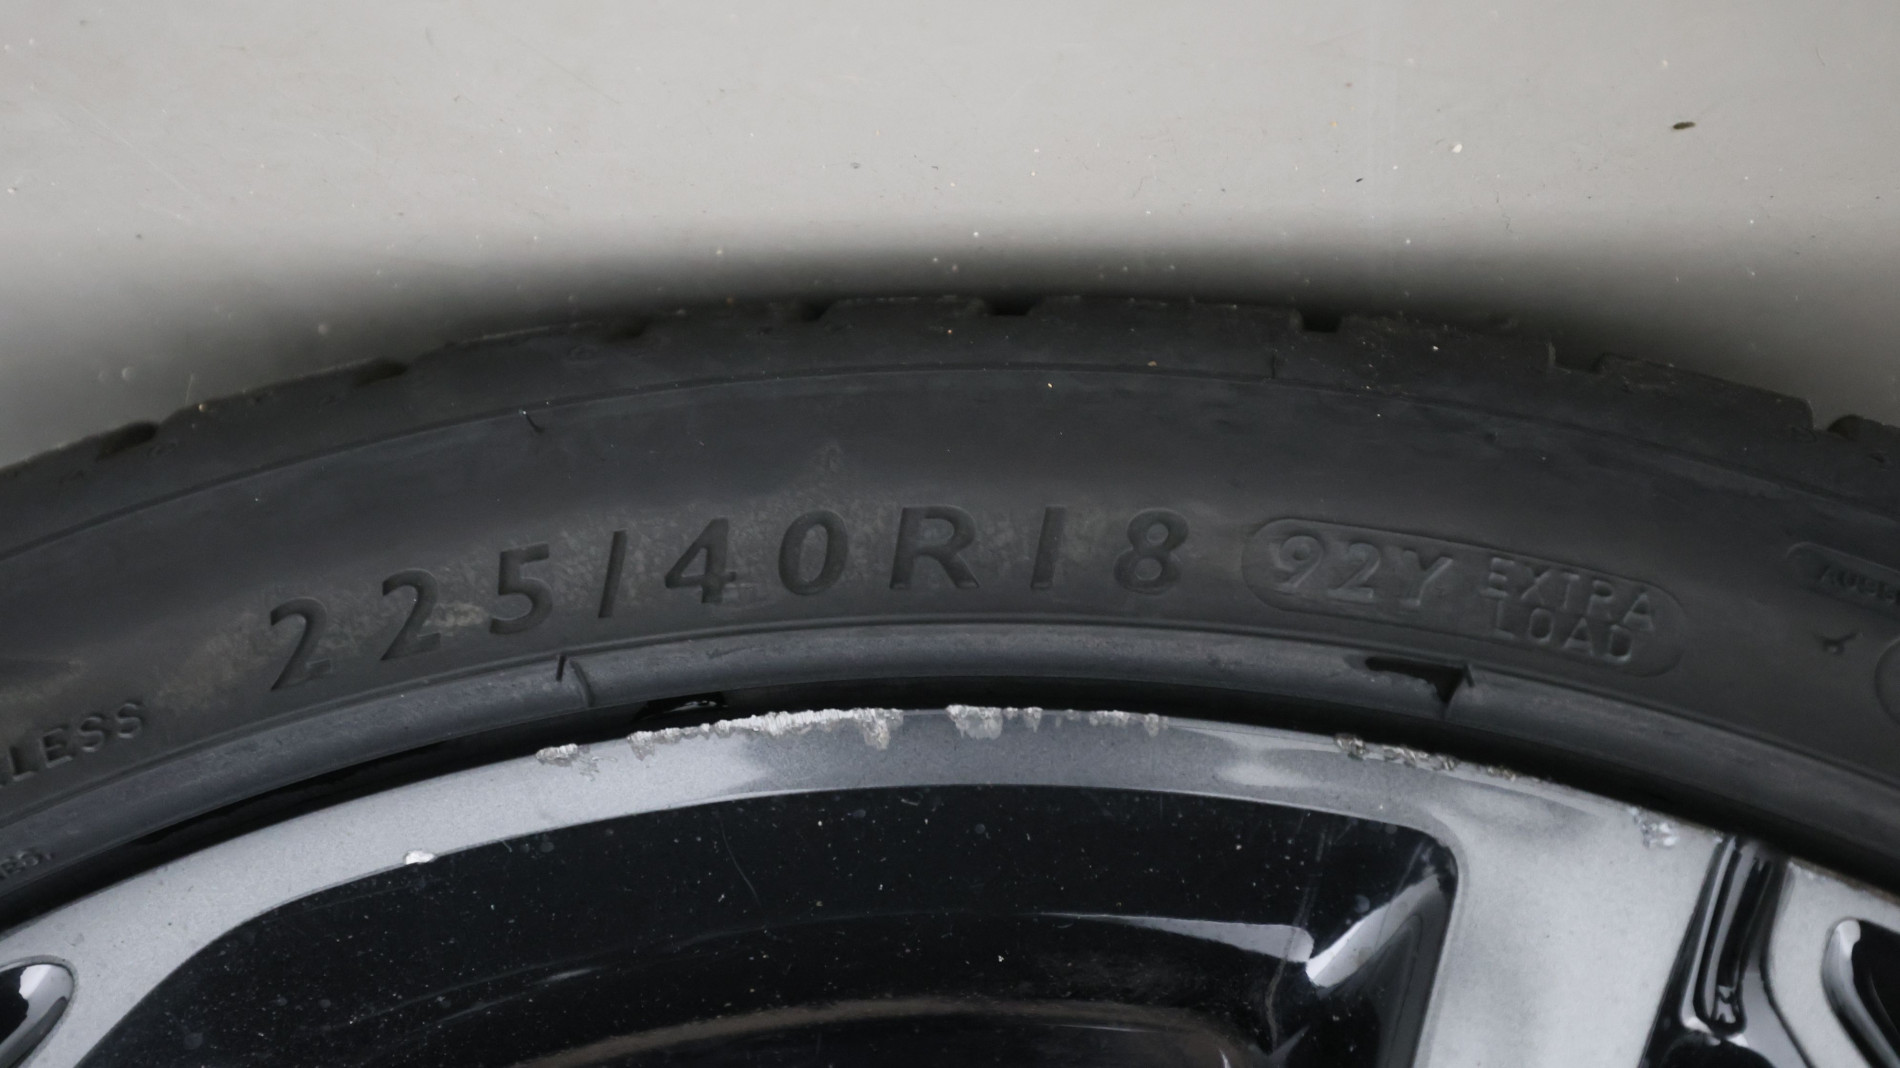 LESS
225/40R18
92Y EXTRA
LOAD